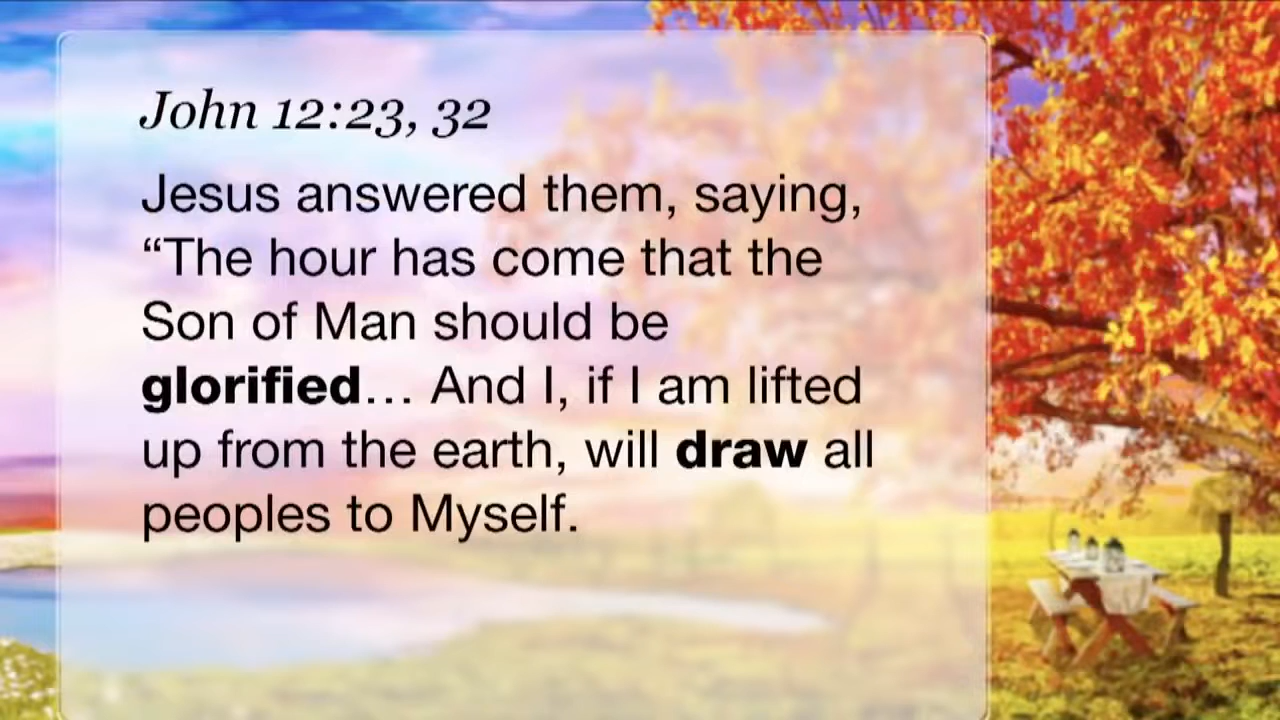 John 12:23, 32
Jesus answered them, saying,
“The hour has come that the
Son of Man should be
glorified… And I, if I am lifted
up from the earth, will draw all
peoples to Myself.